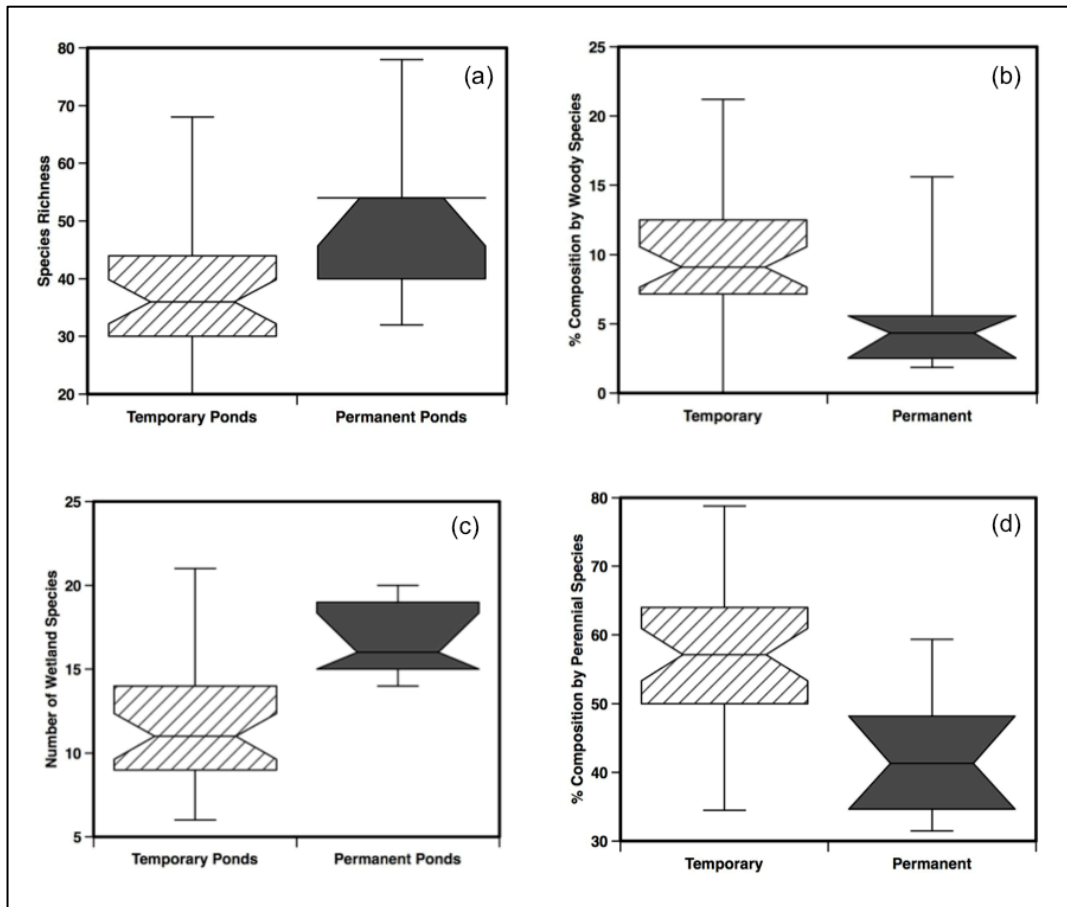 (a)
Species Richness
80
70
60
50
40
30
20
Temporary Ponds Permanent Ponds
(b)
% Composition by Woody Species
25
20
15
10
5
0
Temporary Permanent
(c)
Number of Wetland Species
25
20
15
10
5
Temporary Ponds Permanent Ponds
(d)
% Composition by Perennial Species
80
70
60
50
40
30
Temporary Permanent